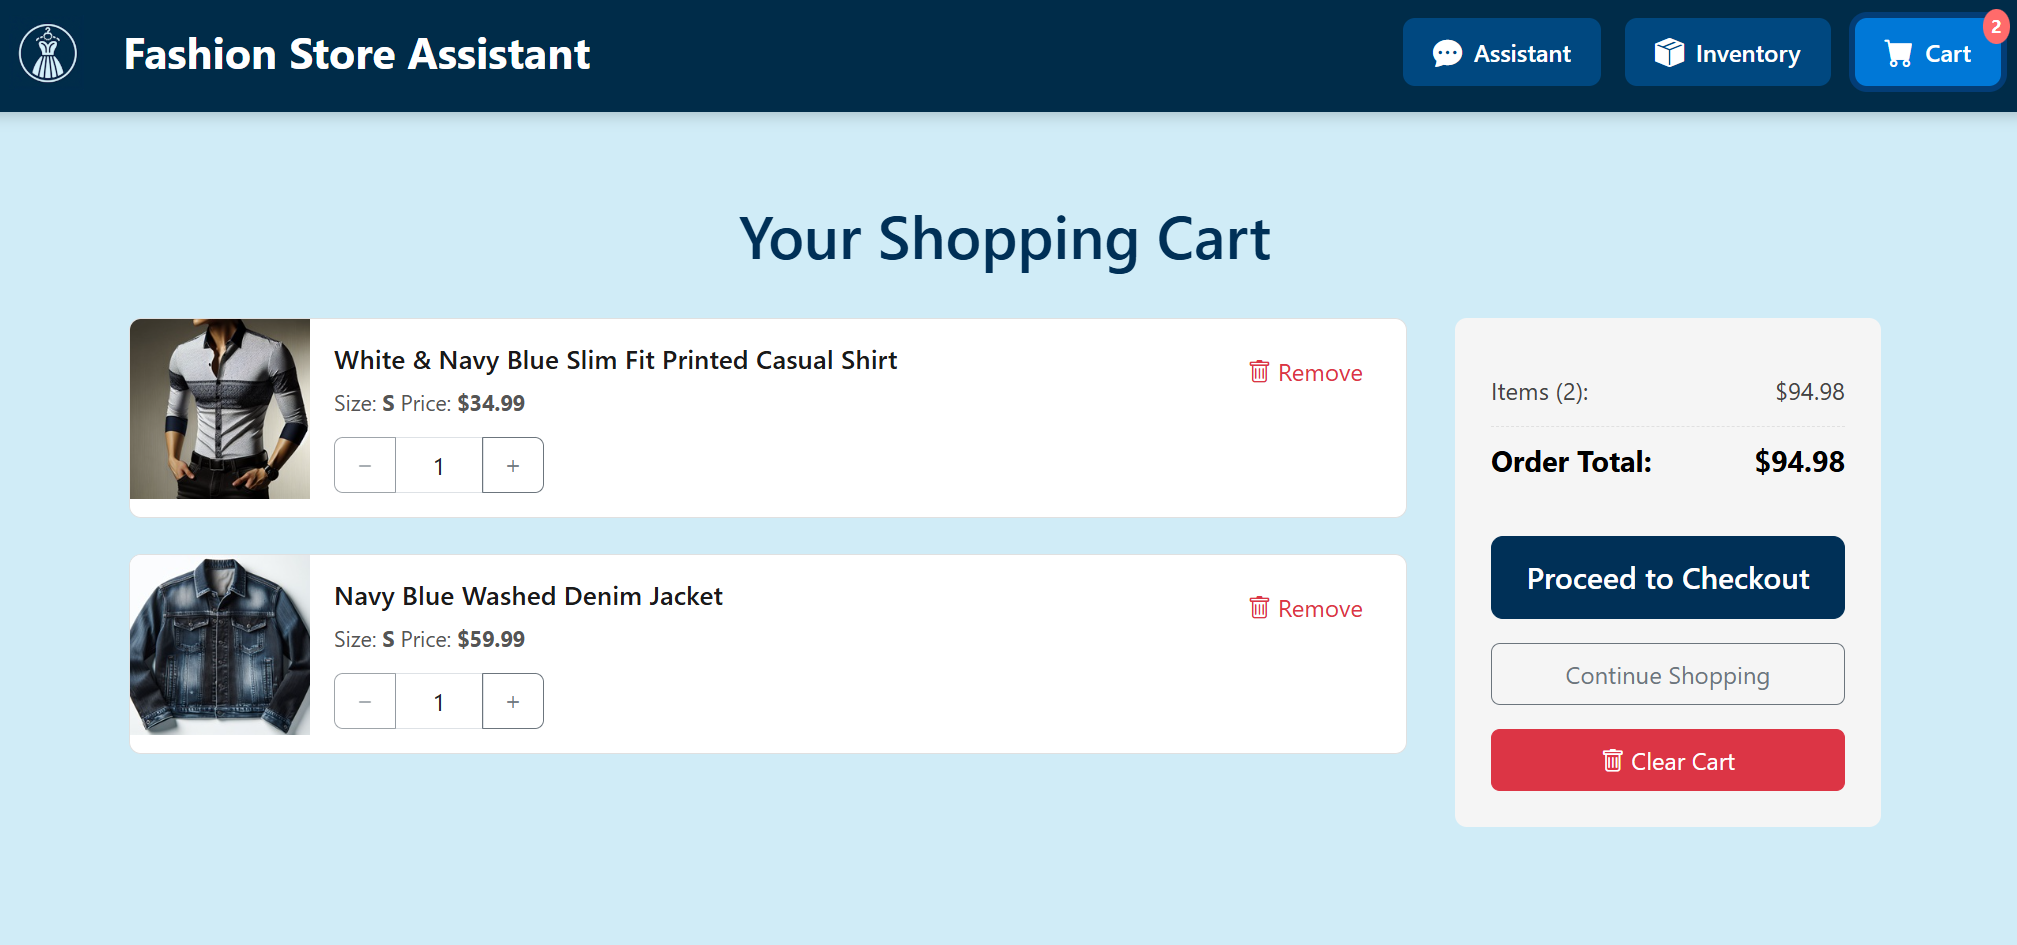 Fashion Store Assistant
Assistant
Inventory
Cart
2
Your Shopping Cart
White & Navy Blue Slim Fit Printed Casual Shirt
Remove
Size: S Price: $34.99
− 1 +
Navy Blue Washed Denim Jacket
Remove
Size: S Price: $59.99
− 1 +
Items (2): $94.98
Order Total: $94.98
Proceed to Checkout
Continue Shopping
Clear Cart